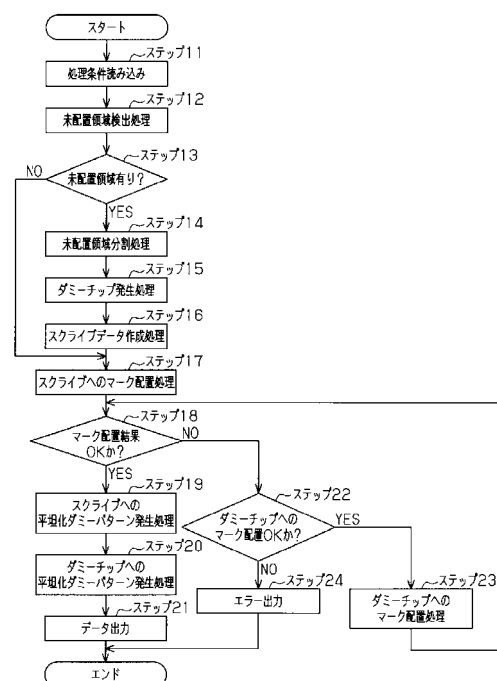 スタート
ステップ11
処理条件読み込み
ステップ12
未配置領域検出処理
ステップ13
未配置領域有り?
NO
YES
ステップ14
未配置領域分割処理
ステップ15
ダミーチップ発生処理
ステップ16
スクライブデータ作成処理
ステップ17
スクライブへのマーク配置処理
ステップ18
マーク配置結果
OKか?
NO
YES
ステップ19
スクライブへの
平坦化ダミーパターン発生処理
ステップ20
ダミーチップへの
平坦化ダミーパターン発生処理
ステップ21
データ出力
エンド
ステップ22
ダミーチップへの
マーク配置OKか?
YES
NO
ステップ24
エラー出力
ステップ23
ダミーチップへの
マーク配置処理